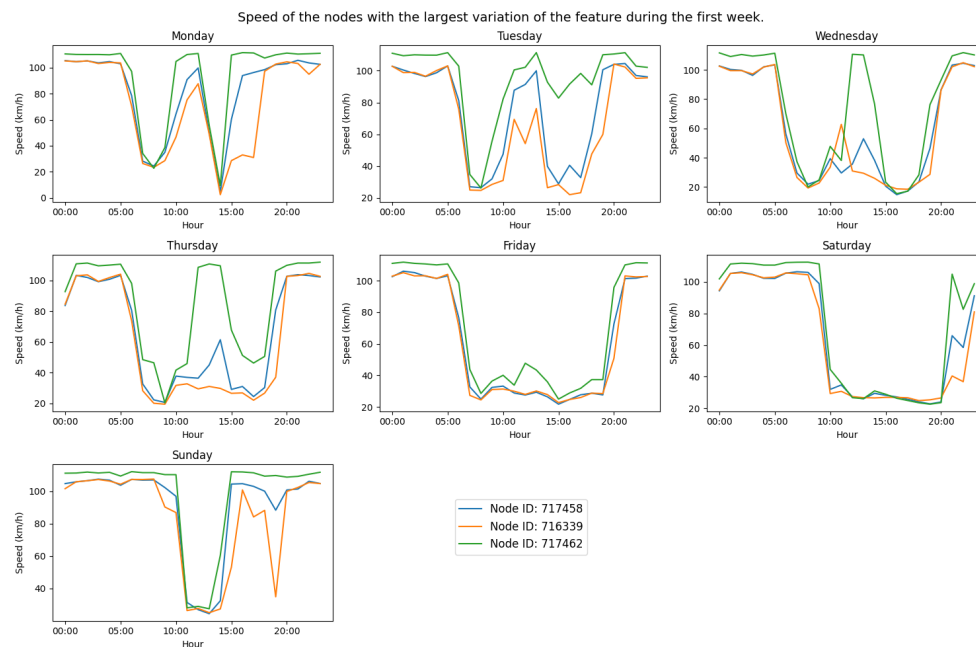 Speed of the nodes with the largest variation of the feature during the first week.
Monday
Speed (km/h)
100
80
60
40
20
0
00:00 05:00 10:00 15:00 20:00
Hour
Tuesday
Speed (km/h)
100
80
60
40
20
00:00 05:00 10:00 15:00 20:00
Hour
Wednesday
Speed (km/h)
100
80
60
40
20
00:00 05:00 10:00 15:00 20:00
Hour
Thursday
Speed (km/h)
100
80
60
40
20
00:00 05:00 10:00 15:00 20:00
Hour
Friday
Speed (km/h)
100
80
60
40
20
00:00 05:00 10:00 15:00 20:00
Hour
Saturday
Speed (km/h)
100
80
60
40
20
00:00 05:00 10:00 15:00 20:00
Hour
Sunday
Speed (km/h)
100
80
60
40
00:00 05:00 10:00 15:00 20:00
Hour
Node ID: 717458
Node ID: 716339
Node ID: 717462